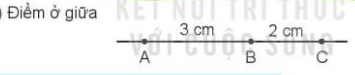 Điểm ở giữa
KẾT NỐI TRI THỨC
VỚI CUỘC SỐNG
3 cm 2 cm
A B C